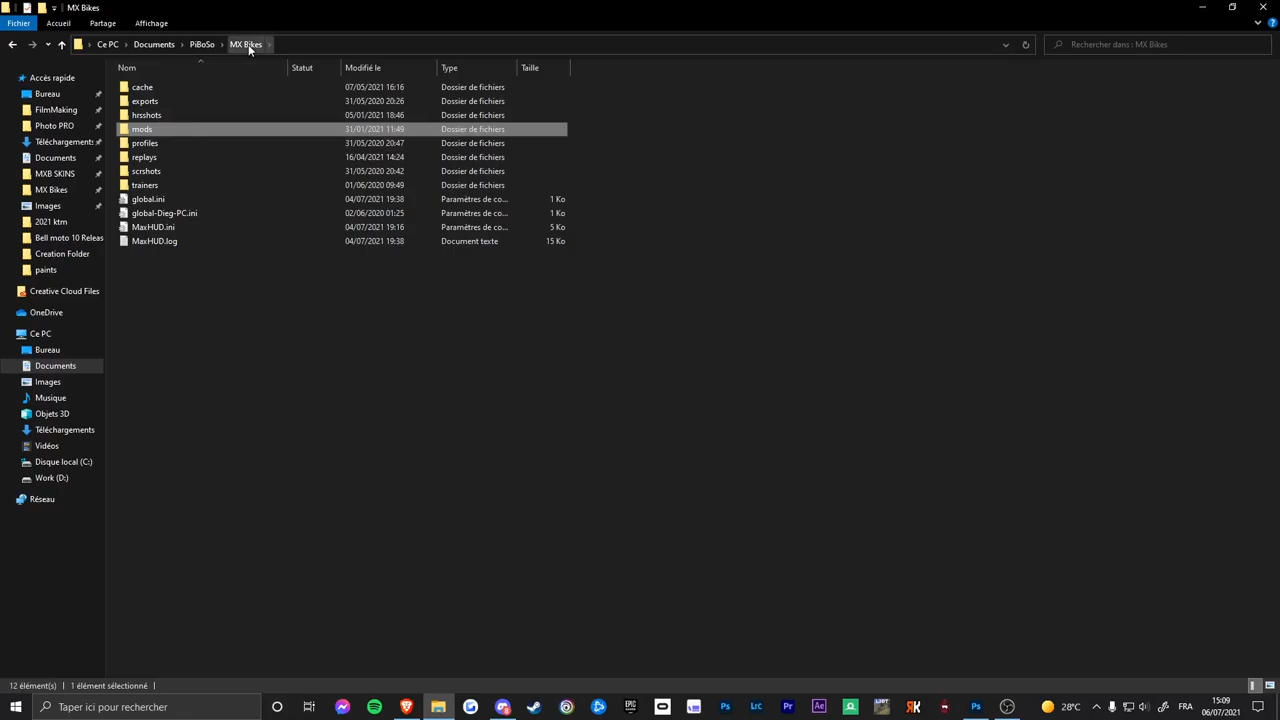 MX Bikes
Fichier Accueil Partage Affichage
Ce PC Documents PiBoSo MX Bikes
Rechercher dans : MX Bikes
Nom Statut Modifié le Type Taille
Accès rapide
Bureau
FilmMaking
Photo PRO
Téléchargements
Documents
MXB SKINS
MX Bikes
Images
2021 ktm
Bell moto 10 Releas
Creation Folder
paints
Creative Cloud Files
OneDrive
Ce PC
Bureau
Documents
Images
Musique
Objets 3D
Téléchargements
Vidéos
Disque local (C:)
Work (D:)
Réseau
cache 07/05/2021 16:16 Dossier de fichiers
exports 31/05/2020 20:26 Dossier de fichiers
hrsshots 05/01/2021 18:46 Dossier de fichiers
mods 31/01/2021 11:49 Dossier de fichiers
profiles 31/05/2020 20:47 Dossier de fichiers
replays 16/04/2021 14:24 Dossier de fichiers
scrshots 31/05/2020 20:42 Dossier de fichiers
trainers 01/06/2020 09:49 Dossier de fichiers
global.ini 04/07/2021 19:38 Paramètres de co... 1 Ko
global-Dieg-PC.ini 02/06/2020 01:25 Paramètres de co... 1 Ko
MaxHUD.ini 04/07/2021 19:16 Paramètres de co... 5 Ko
MaxHUD.log 04/07/2021 19:38 Document texte 15 Ko
12 élément(s) 1 élément sélectionné
Taper ici pour rechercher
EPIC
Ps Lrc Pr Ae
28°C
FRA
15:09
06/07/2021